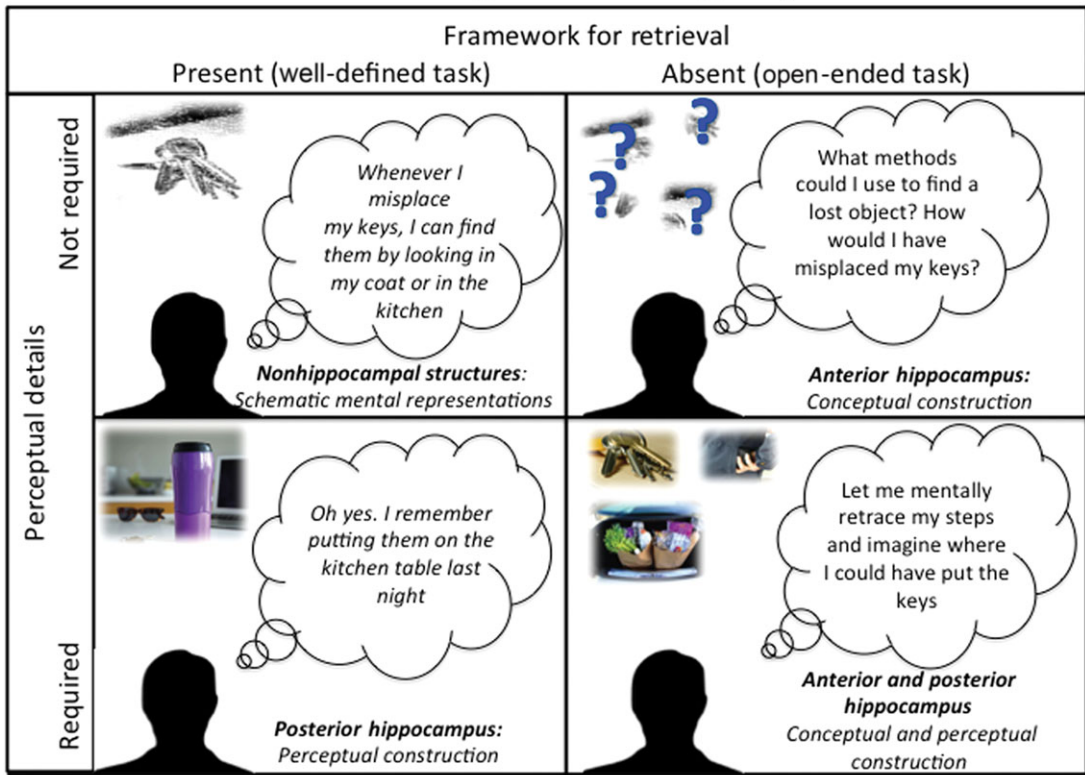 Framework for retrieval
Present (well-defined task)
Absent (open-ended task)
Perceptual details
Not required
Whenever I
misplace
my keys, I can find
them by looking in
my coat or in the
kitchen
Nonhippocampal structures:
Schematic mental representations
?
?
?
?
What methods
could I use to find a
lost object? How
would I have
misplaced my keys?
Anterior hippocampus:
Conceptual construction
Required
Oh yes. I remember
putting them on the
kitchen table last
night
Posterior hippocampus:
Perceptual construction
Let me mentally
retrace my steps
and imagine where
I could have put the
keys
Anterior and posterior
hippocampus
Conceptual and perceptual
construction